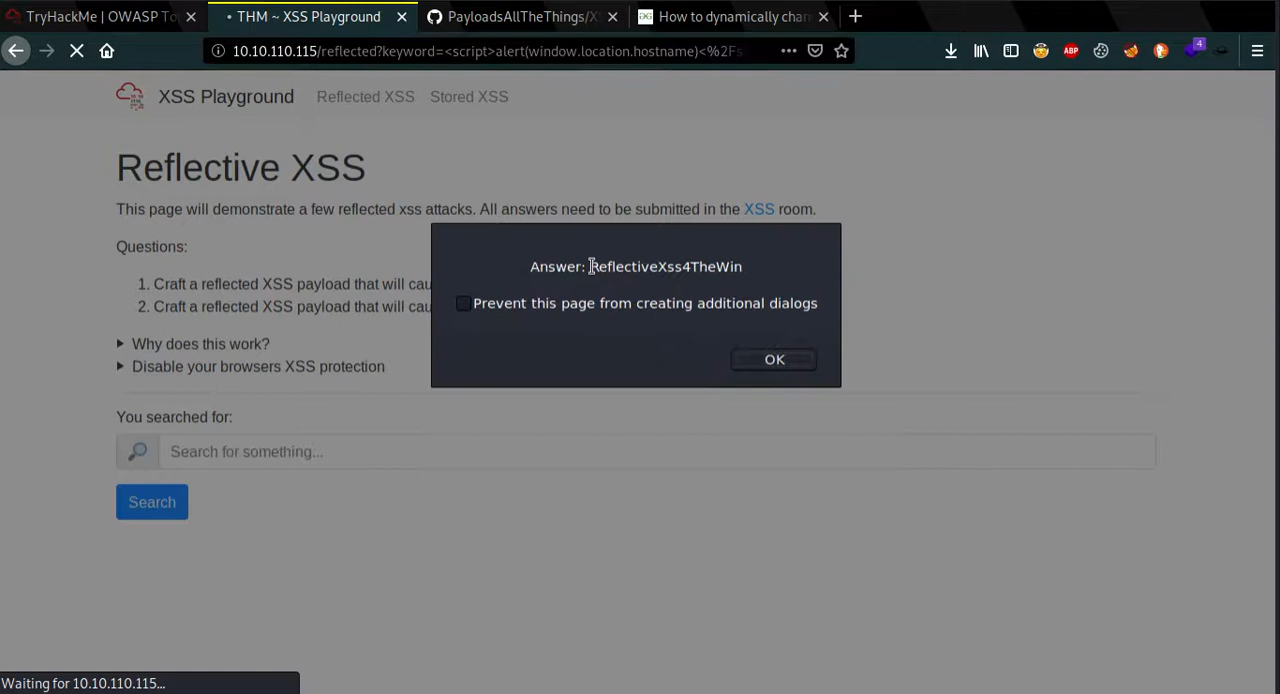 TryHackMe | OWASP To
THM ~ XSS Playground
PayloadsAllTheThings/X
How to dynamically chan
10.10.110.115/reflected?keyword=<script>alert(window.location.hostname)<%2Fs
ABP
4
XSS Playground
Reflected XSS
Stored XSS
Reflective XSS
This page will demonstrate a few reflected xss attacks. All answers need to be submitted in the XSS room.
Questions:
1. Craft a reflected XSS payload that will cau
2. Craft a reflected XSS payload that will cau
Answer: ReflectiveXss4TheWin
Prevent this page from creating additional dialogs
OK
Why does this work?
Disable your browsers XSS protection
You searched for:
Search for something...
Search
Waiting for 10.10.110.115...